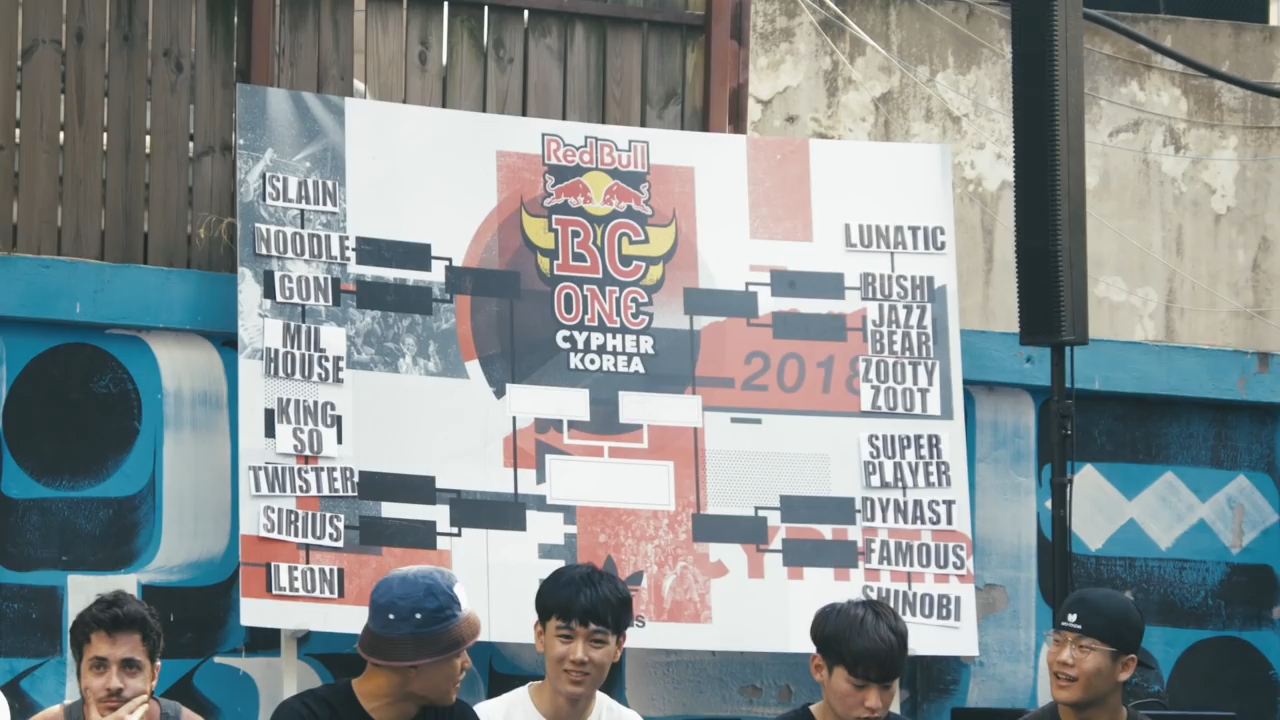 SLAIN
NOODLE
GON
MIL
HOUSE
KING
SO
TWISTER
SIRIUS
LEON
Red Bull
BC
ONE
CYPHER
KOREA
2018
LUNATIC
RUSH
JAZZ
BEAR
ZOOTY
ZOOT
SUPER
PLAYER
DYNAST
FAMOUS
SHINOBI